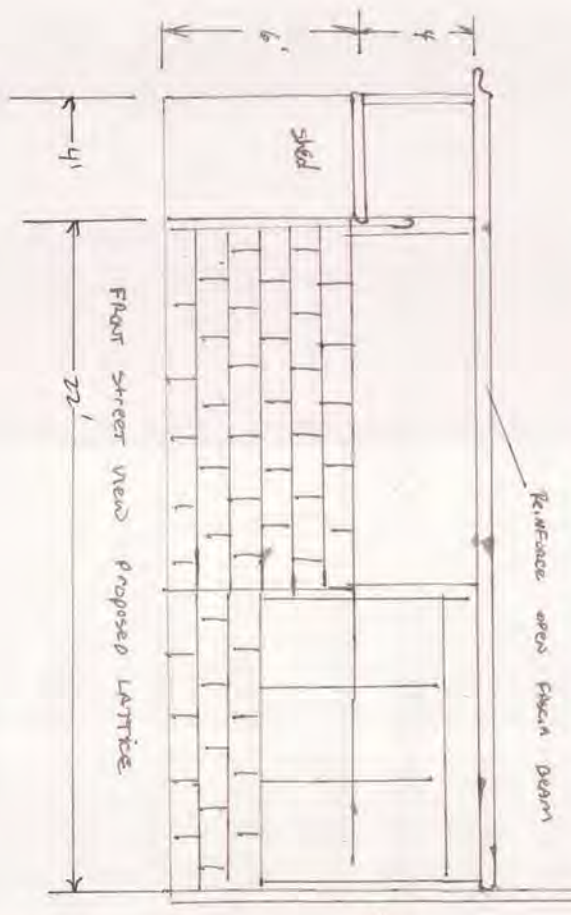 Reinforce open fascia beam
4
6'
shed
4'
22'
FRONT street view proposed LATTICE